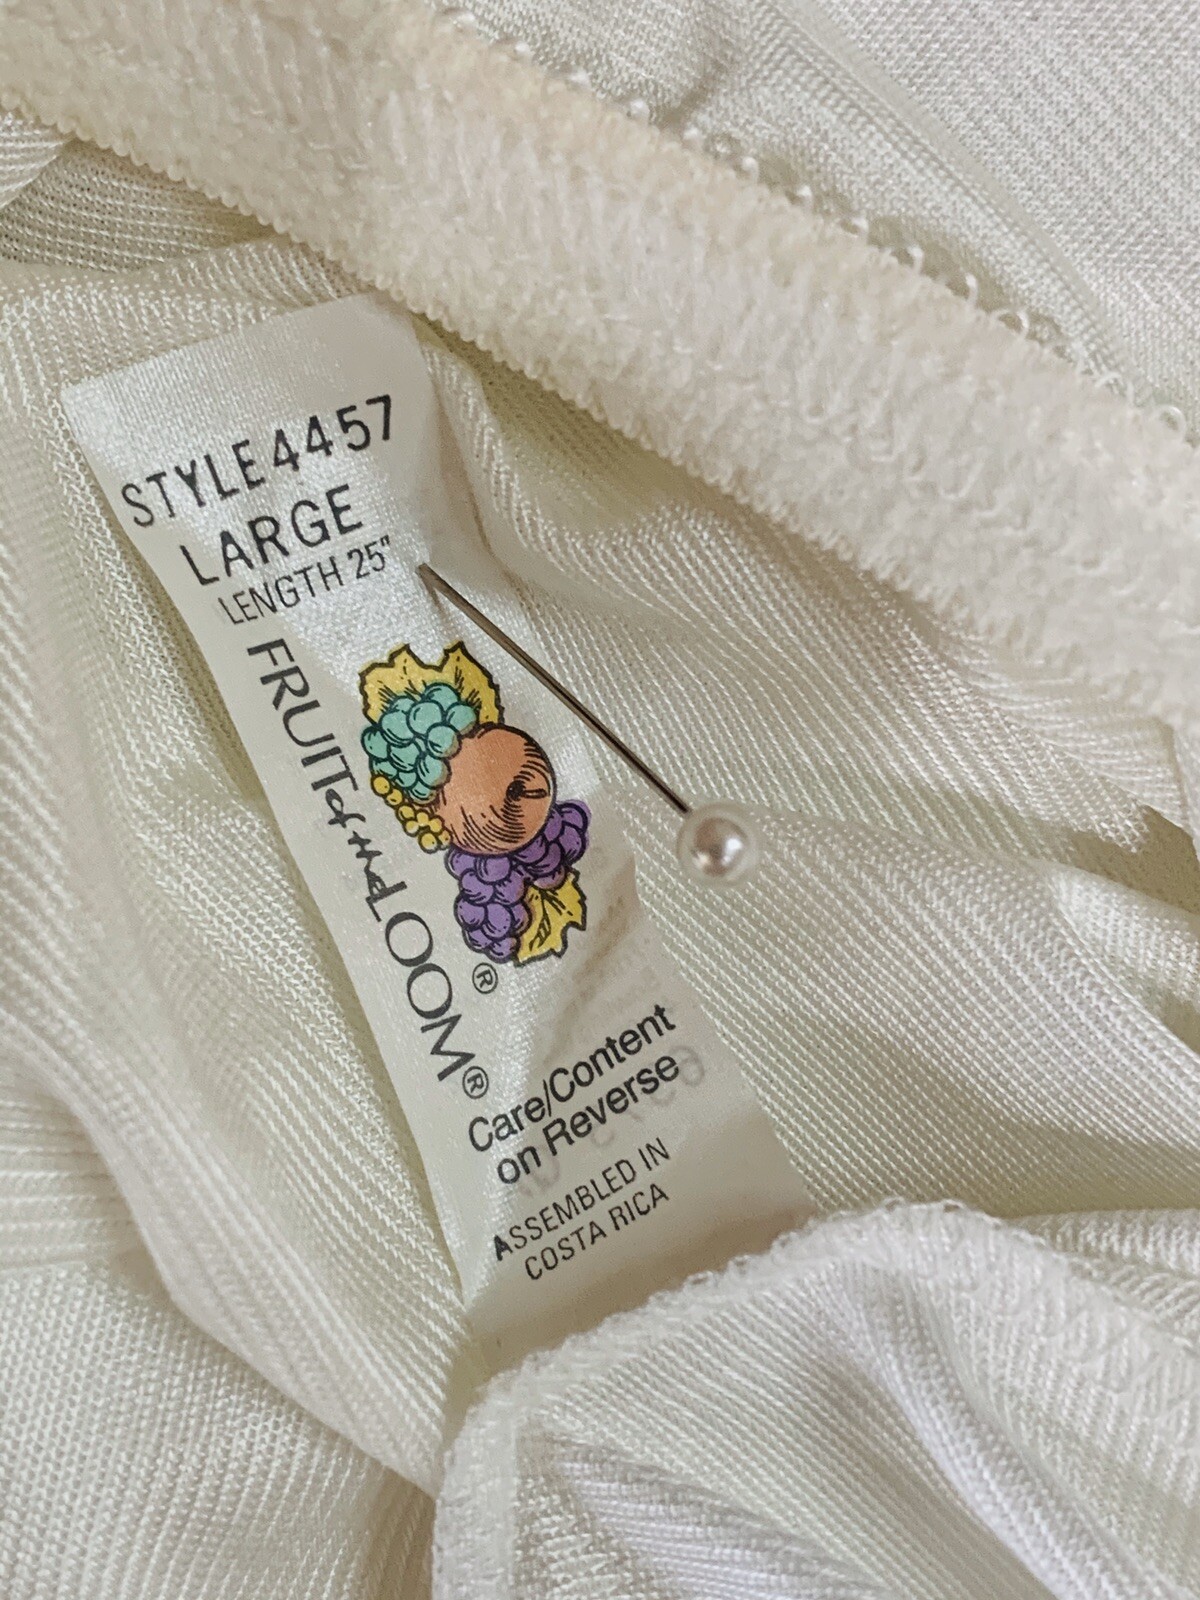 STYLE 4457
LARGE
LENGTH 25"
FRUIT of the LOOM®
®
Care/Content
on Reverse
ASSEMBLED IN
COSTA RICA